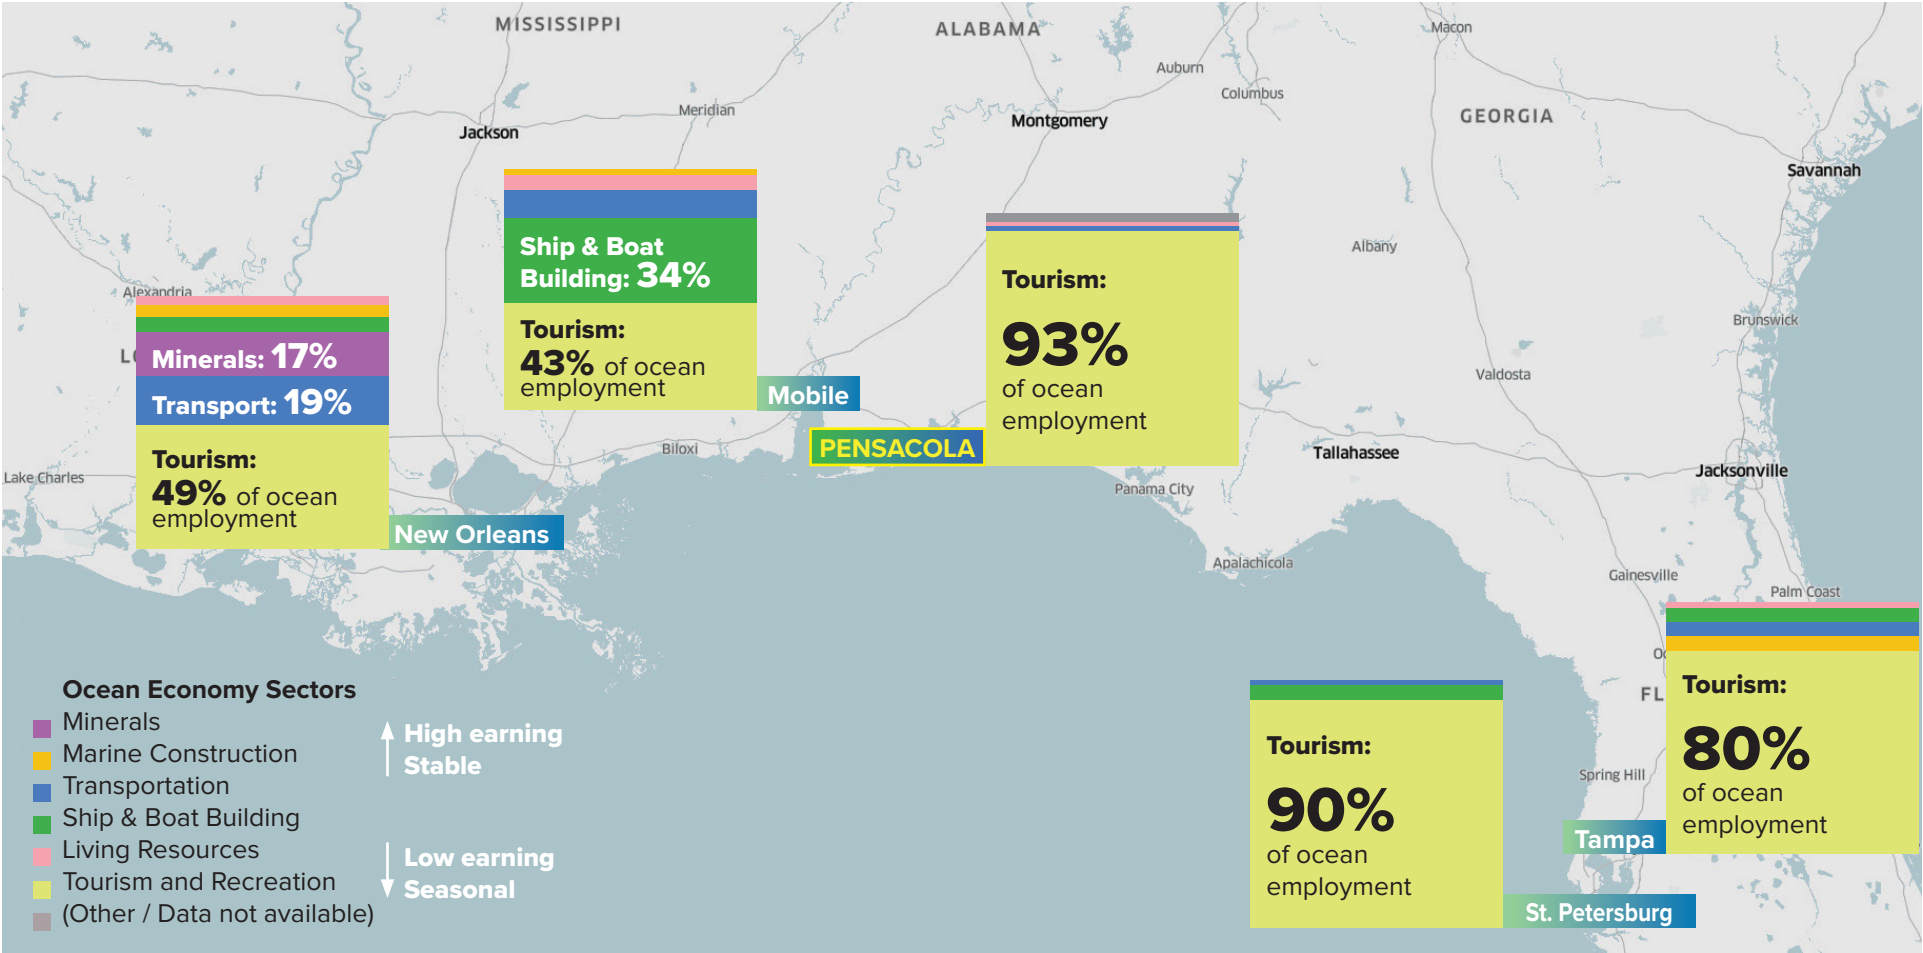 MISSISSIPPI
ALABAMA
Macon
Auburn
Columbus
Meridian
Jackson
Montgomery
GEORGIA
Savannah
Ship & Boat
Building: 34%
Tourism:
43% of ocean
employment
Mobile
Tourism:
93%
of ocean
employment
PENSACOLA
Albany
Brunswick
Valdosta
Alexandria
LO
Minerals: 17%
Transport: 19%
Tourism:
49% of ocean
employment
New Orleans
Lake Charles
Biloxi
Tallahassee
Jacksonville
Panama City
Apalachicola
Gainesville
Palm Coast
Oc
FL
Tourism:
80%
of ocean
employment
Tampa
Spring Hill
Tourism:
90%
of ocean
employment
St. Petersburg
Ocean Economy Sectors
Minerals
Marine Construction
Transportation
Ship & Boat Building
Living Resources
Tourism and Recreation
(Other / Data not available)
High earning
Stable
Low earning
Seasonal